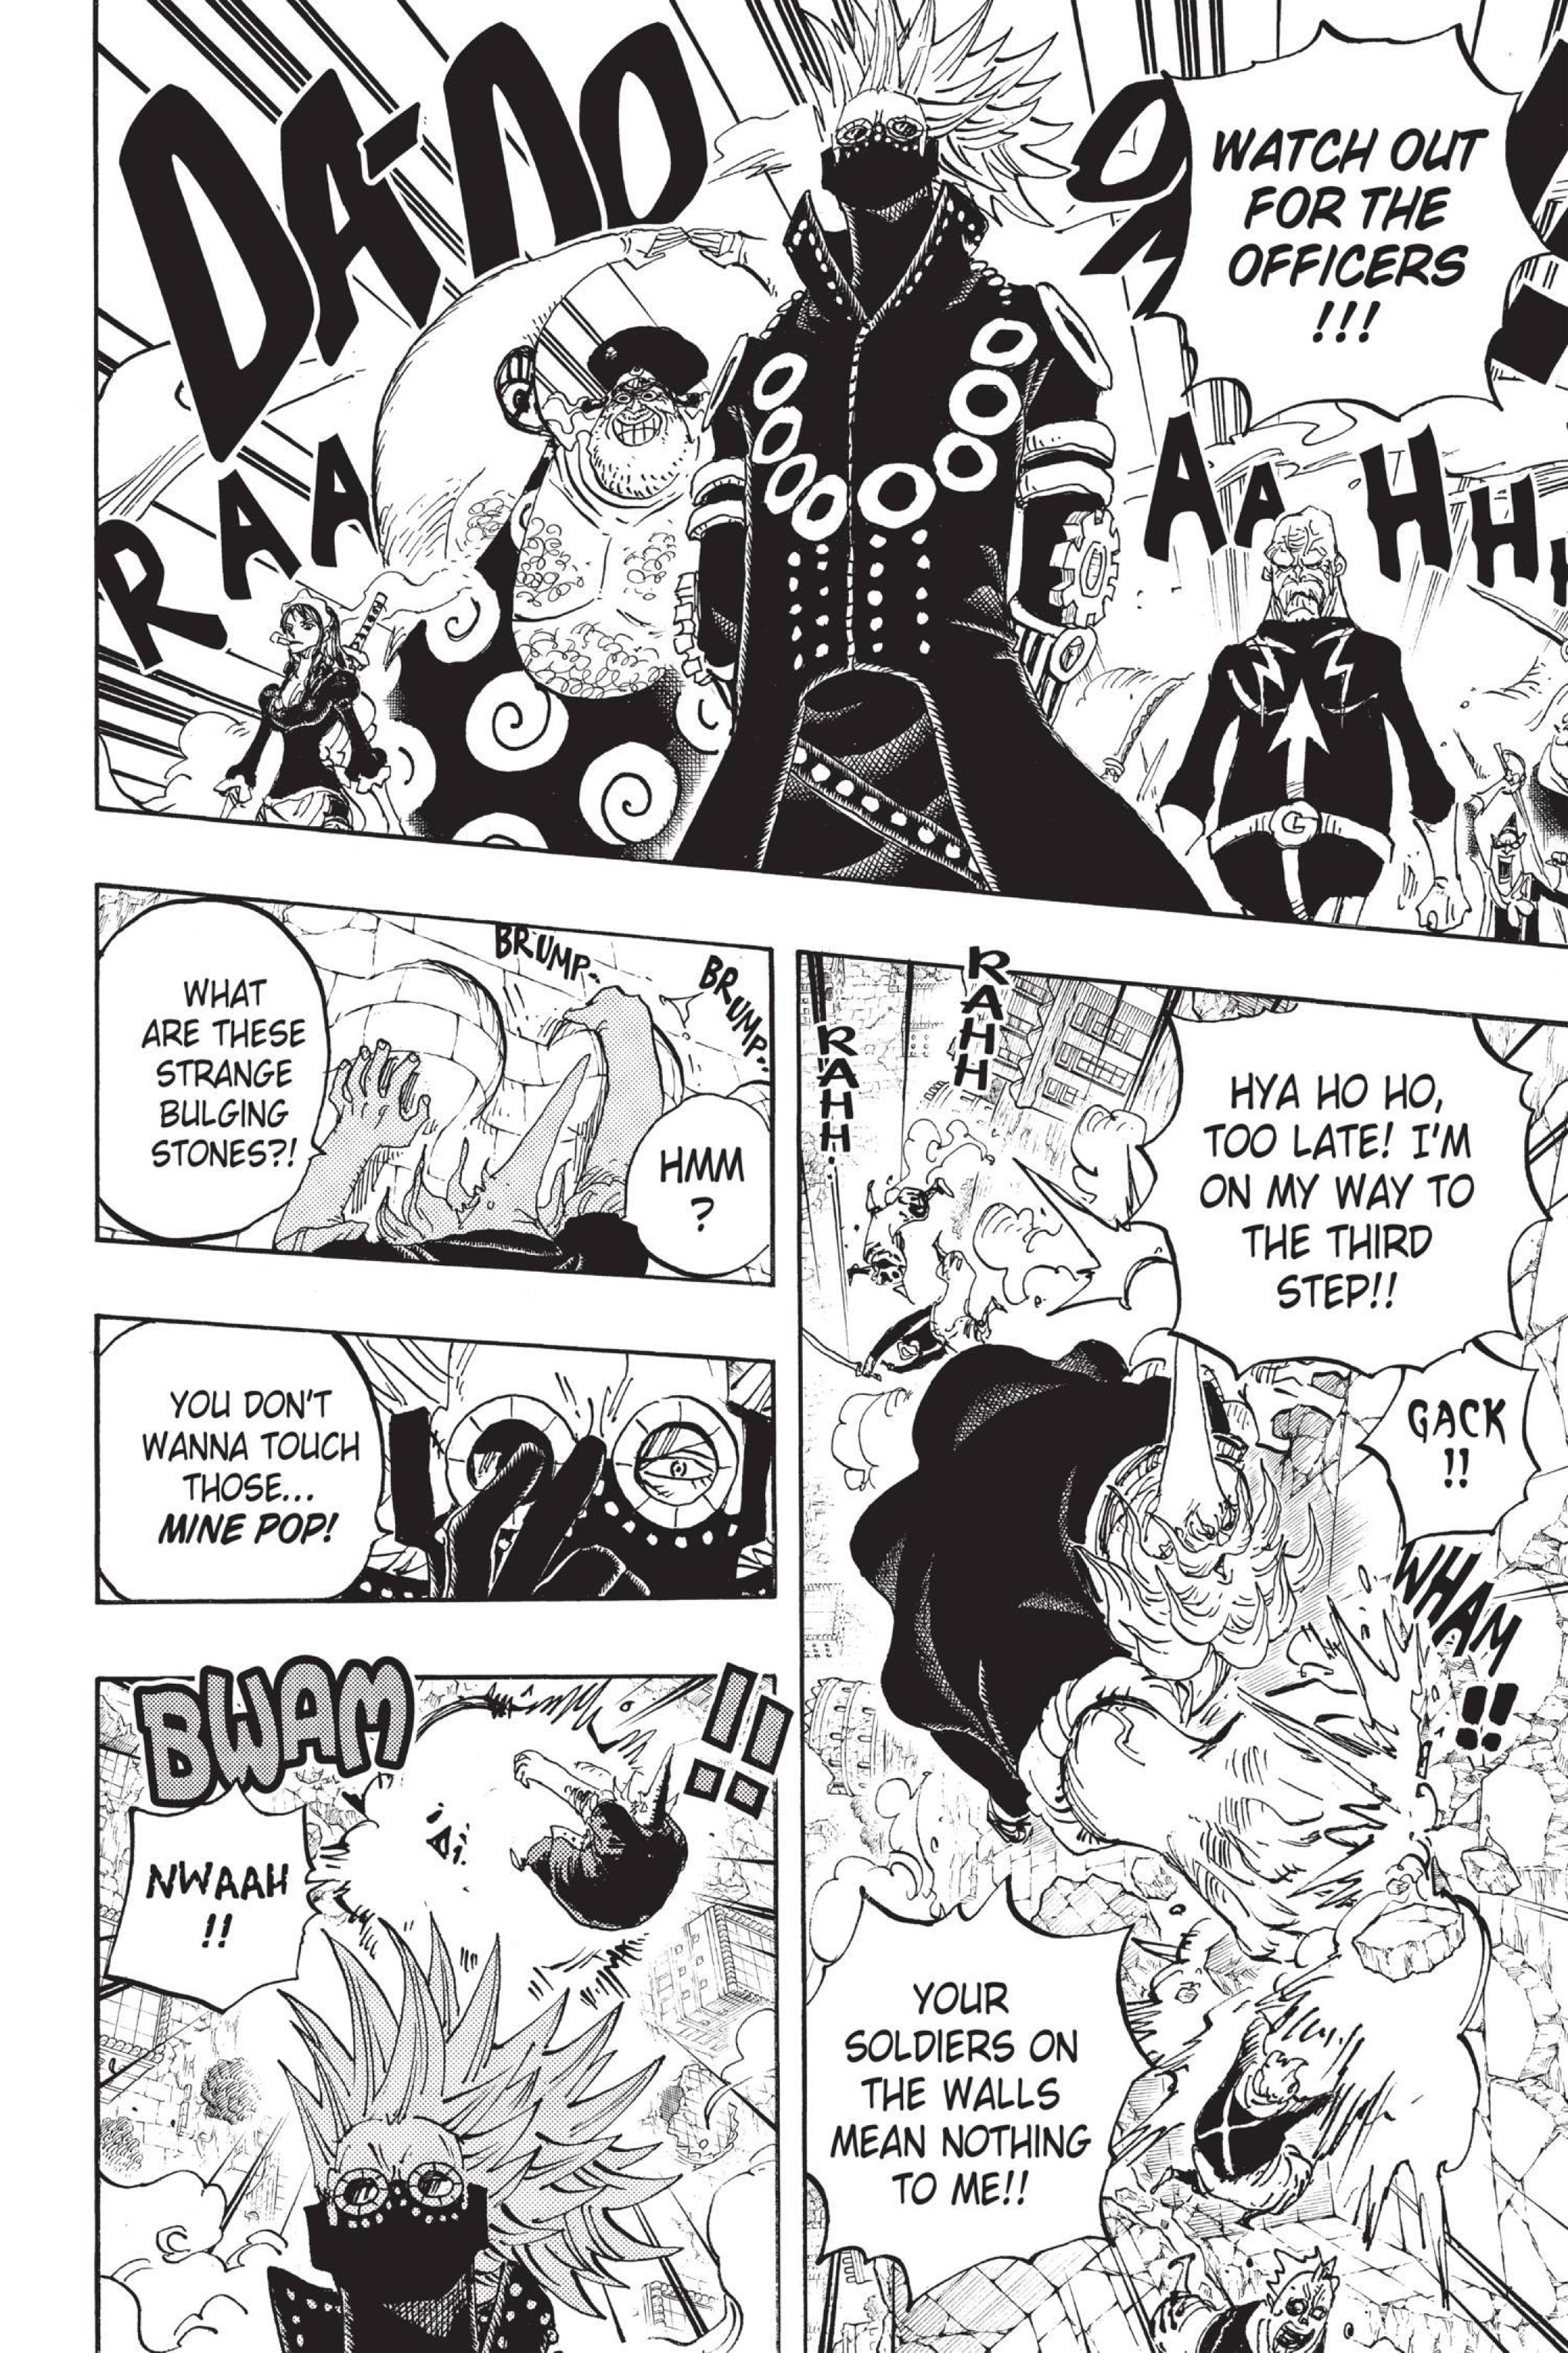 DA-DOOM
WATCH OUT
FOR THE
OFFICERS
!!!
RAA
AAHHH
G
RAHH
RAHH
HYA HO HO,
TOO LATE! I'M
ON MY WAY TO
THE THIRD
STEP!!
GACK
!!
WHAM
!!
YOUR
SOLDIERS ON
THE WALLS
MEAN NOTHING
TO ME!!
BRUMP..
BRUMP..
WHAT
ARE THESE
STRANGE
BULGING
STONES?!
HMM
?
YOU DON'T
WANNA TOUCH
THOSE...
MINE POP!
BWAM
!!
NWAAH
!!